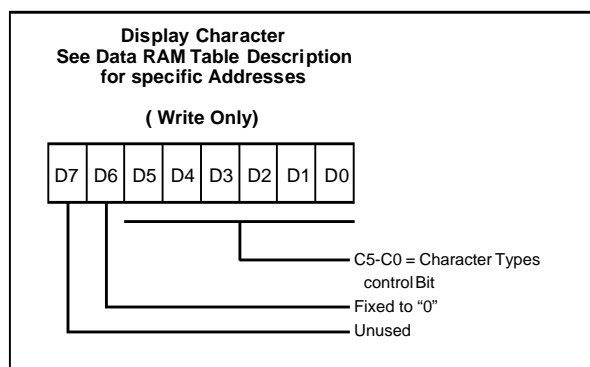 Display Character
See Data RAM Table Description
for specific Addresses
( Write Only)
D7 D6 D5 D4 D3 D2 D1 D0
C5-C0 = Character Types
control Bit
Fixed to “0”
Unused